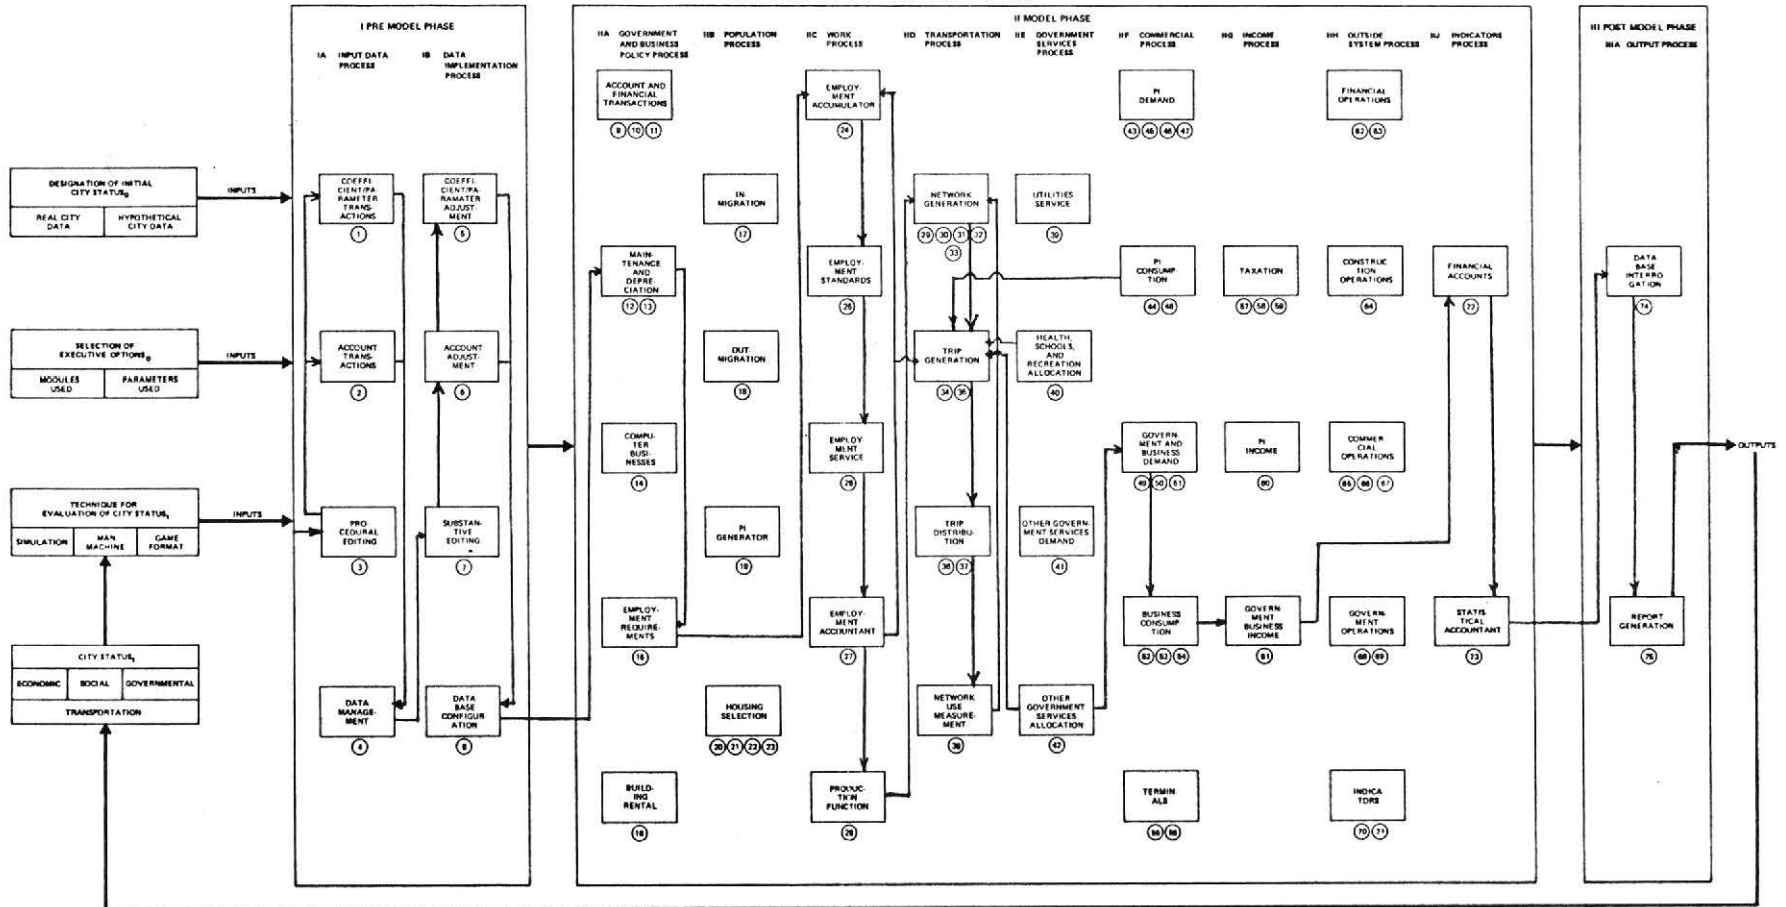 I PRE MODEL PHASE
IA INPUT DATA
PROCESS
IB DATA
IMPLEMENTATION
PROCESS
II MODEL PHASE
IIA GOVERNMENT
AND BUSINESS
POLICY PROCESS
IIB POPULATION
PROCESS
IIC WORK
PROCESS
IID TRANSPORTATION
PROCESS
IIE GOVERNMENT
SERVICES
PROCESS
IIF COMMERCIAL
PROCESS
IIG INCOME
PROCESS
IIH OUTSIDE
SYSTEM PROCESS
IIJ INDICATORS
PROCESS
III POST MODEL PHASE
IIIA OUTPUT PROCESS
DESIGNATION OF INITIAL
CITY STATUS0
REAL CITY
DATA
HYPOTHETICAL
CITY DATA
INPUTS
SELECTION OF
EXECUTIVE OPTIONS0
MODULES
USED
PARAMETERS
USED
INPUTS
TECHNIQUE FOR
EVALUATION OF CITY STATUS1
SIMULATION
MAN
MACHINE
GAME
FORMAT
INPUTS
CITY STATUS1
ECONOMIC
SOCIAL
GOVERNMENTAL
TRANSPORTATION
COEFFI-
CIENT/PA-
RAMETER
TRANS-
ACTIONS
1
ACCOUNT
TRANS-
ACTIONS
2
PRO
CEDURAL
EDITING
3
DATA
MANAGE-
MENT
4
COEFFI-
CIENT/PA-
RAMATER
ADJUST-
MENT
5
ACCOUNT
ADJUST-
MENT
6
SUBSTAN-
TIVE
EDITING
7
DATA
BASE
CONFIGUR-
ATION
8
ACCOUNT AND
FINANCIAL
TRANSACTIONS
9 10 11
MAIN-
TENANCE
AND
DEPRE-
CIATION
12 13
COMPU-
TER
BUSI-
NESSES
14
EMPLOY-
MENT
REQUIRE-
MENTS
BUILD-
ING
RENTAL
IN-
MIGRATION
17
OUT
MIGRATION
18
PI
GENERATOR
19
HOUSING
SELECTION
20 21 22 23
EMPLOY-
MENT
ACCUMULATOR
24
EMPLOY-
MENT
STANDARDS
25
EMPLOY-
MENT
SERVICE
26
EMPLOY-
MENT
ACCOUNTANT
27
PRODUC-
TION
FUNCTION
28
NETWORK
GENERATION
29 30 31 32
33
TRIP
GENERATION
34 35
TRIP
DISTRIBU-
TION
36 37
NETWORK
USE
MEASURE-
MENT
38
UTILITIES
SERVICE
39
HEALTH,
SCHOOLS,
AND
RECREATION
ALLOCATION
40
OTHER GOVERN-
MENT SERVICES
DEMAND
41
OTHER
GOVERNMENT
SERVICES
ALLOCATION
42
PI
DEMAND
43 45 46 47
PI
CONSUMP-
TION
44 48
GOVERN-
MENT AND
BUSINESS
DEMAND
49 50 51
BUSINESS
CONSUMP-
TION
52 53 54
TERMIN-
ALS
TAXATION
57 58 59
PI
INCOME
60
GOVERN-
MENT
BUSINESS
INCOME
61
FINANCIAL
OPERATIONS
62 63
CONSTRUC-
TION
OPERATIONS
64
COMMER-
CIAL
OPERATIONS
65 66 67
GOVERN-
MENT
OPERATIONS
68 69
INDICA
TORS
70 71
FINANCIAL
ACCOUNTS
72
STATIS
TICAL
ACCOUNTANT
73
DATA
BASE
INTERRO
GATION
74
REPORT
GENERATION
75
OUTPUTS